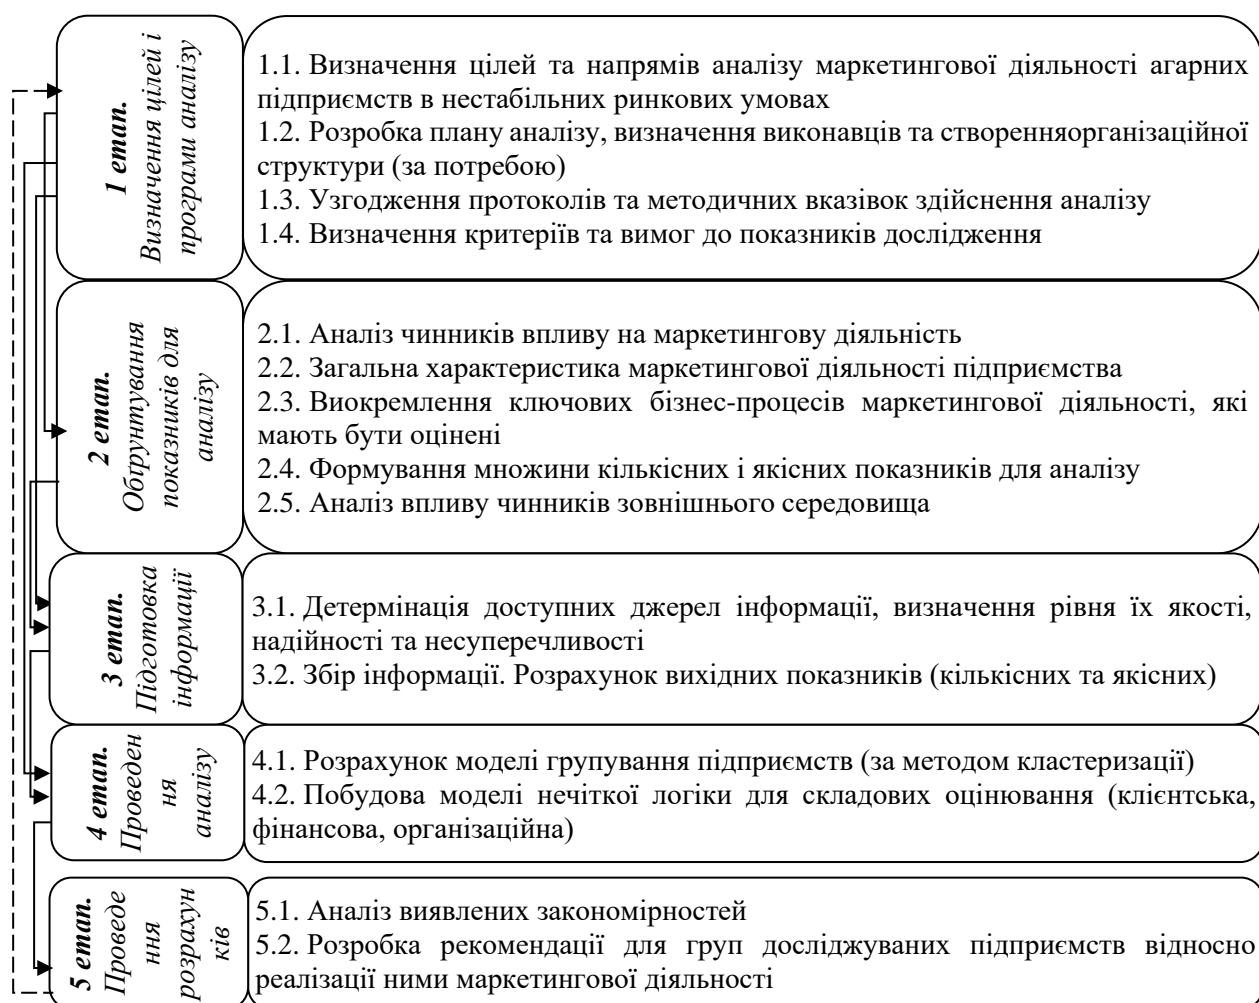 1 етап.
Визначення цілей і
програми аналізу
1.1. Визначення цілей та напрямів аналізу маркетингової діяльності агарних
підприємств в нестабільних ринкових умовах
1.2. Розробка плану аналізу, визначення виконавців та створенняорганізаційної
структури (за потребою)
1.3. Узгодження протоколів та методичних вказівок здійснення аналізу
1.4. Визначення критеріїв та вимог до показників дослідження
2 етап.
Обґрунтування
показників для
аналізу
2.1. Аналіз чинників впливу на маркетингову діяльність
2.2. Загальна характеристика маркетингової діяльності підприємства
2.3. Виокремлення ключових бізнес-процесів маркетингової діяльності, які
мають бути оцінені
2.4. Формування множини кількісних і якісних показників для аналізу
2.5. Аналіз впливу чинників зовнішнього середовища
3 етап.
Підготовка
інформації
3.1. Детермінація доступних джерел інформації, визначення рівня їх якості,
надійності та несуперечливості
3.2. Збір інформації. Розрахунок вихідних показників (кількісних та якісних)
4 етап.
Проведен
ня
аналізу
4.1. Розрахунок моделі групування підприємств (за методом кластеризації)
4.2. Побудова моделі нечіткої логіки для складових оцінювання (клієнтська,
фінансова, організаційна)
5 етап.
Проведе
ння
розрахун
ків
5.1. Аналіз виявлених закономірностей
5.2. Розробка рекомендації для груп досліджуваних підприємств відносно
реалізації ними маркетингової діяльності